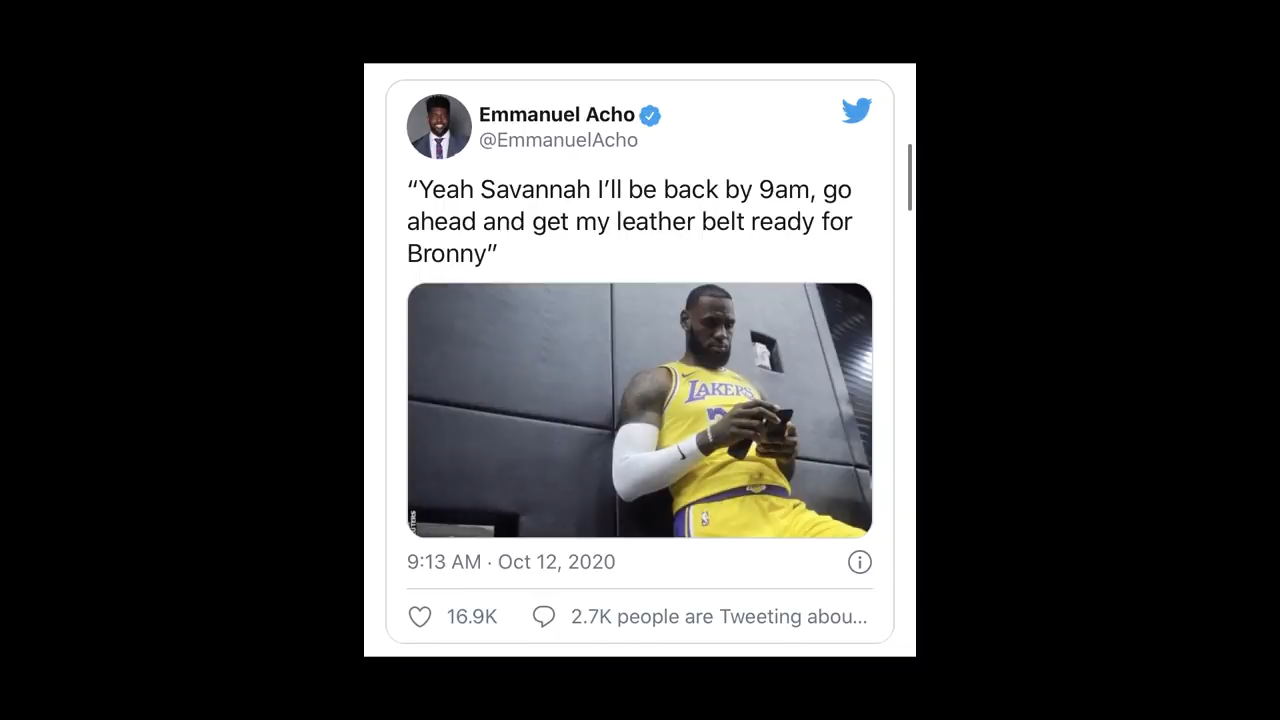 Emmanuel Acho
@EmmanuelAcho
“Yeah Savannah I’ll be back by 9am, go
ahead and get my leather belt ready for
Bronny”
LAKERS
9:13 AM · Oct 12, 2020
16.9K 2.7K people are Tweeting abou...